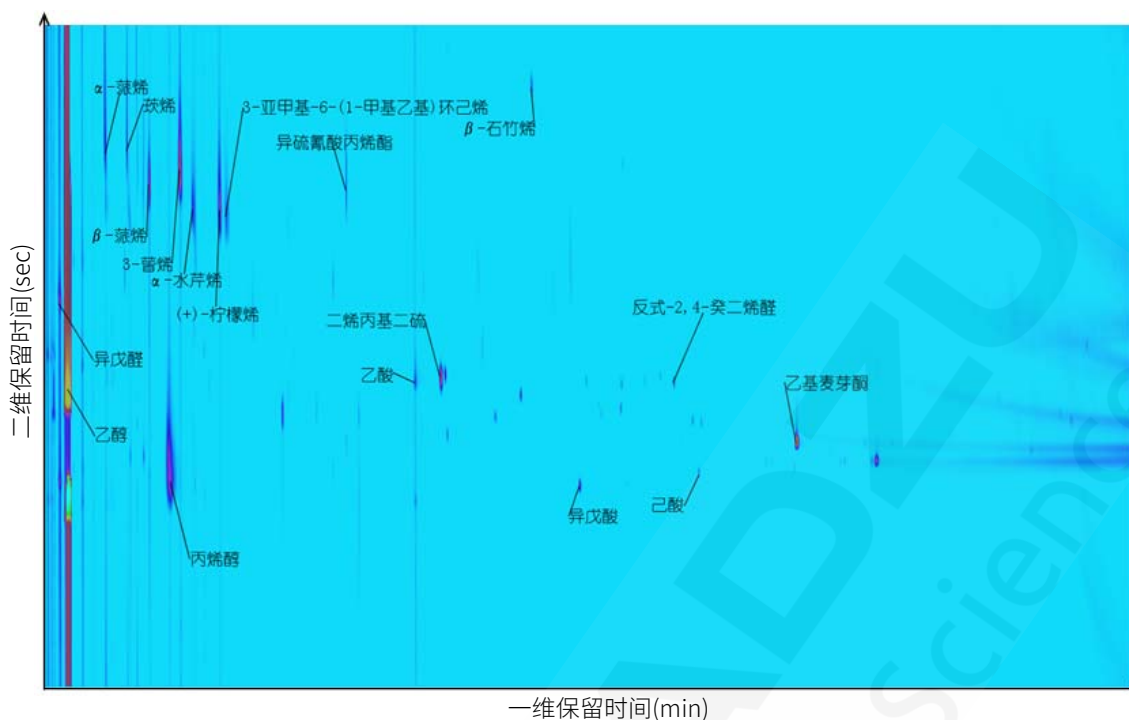 α-蒎烯
莰烯
3-亚甲基-6-(1-甲基乙基)环己烯
β-石竹烯
异硫氰酸丙烯酯
β-蒎烯
3-蒈烯
α-水芹烯
(+)-柠檬烯
二烯丙基二硫
反式-2,4-癸二烯醛
异戊醛
乙酸
乙基麦芽酚
乙醇
异戊酸
己酸
丙烯醇
二维保留时间(sec)
一维保留时间(min)
ADZU
Science